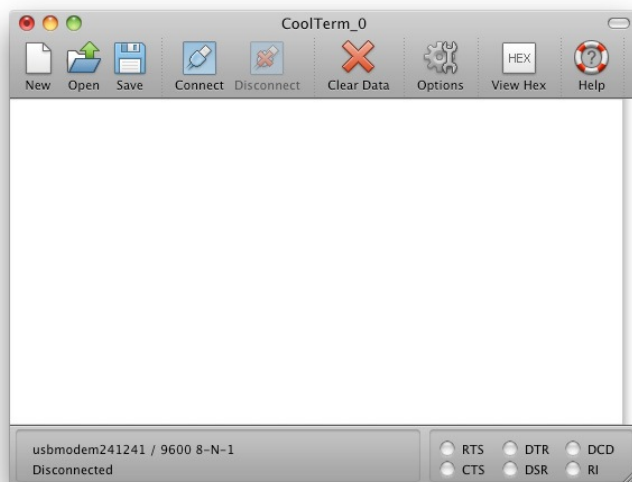 CoolTerm_0
New Open Save Connect Disconnect Clear Data Options HEX View Hex ? Help
usbmodem241241 / 9600 8-N-1
Disconnected
RTS DTR DCD
CTS DSR RI